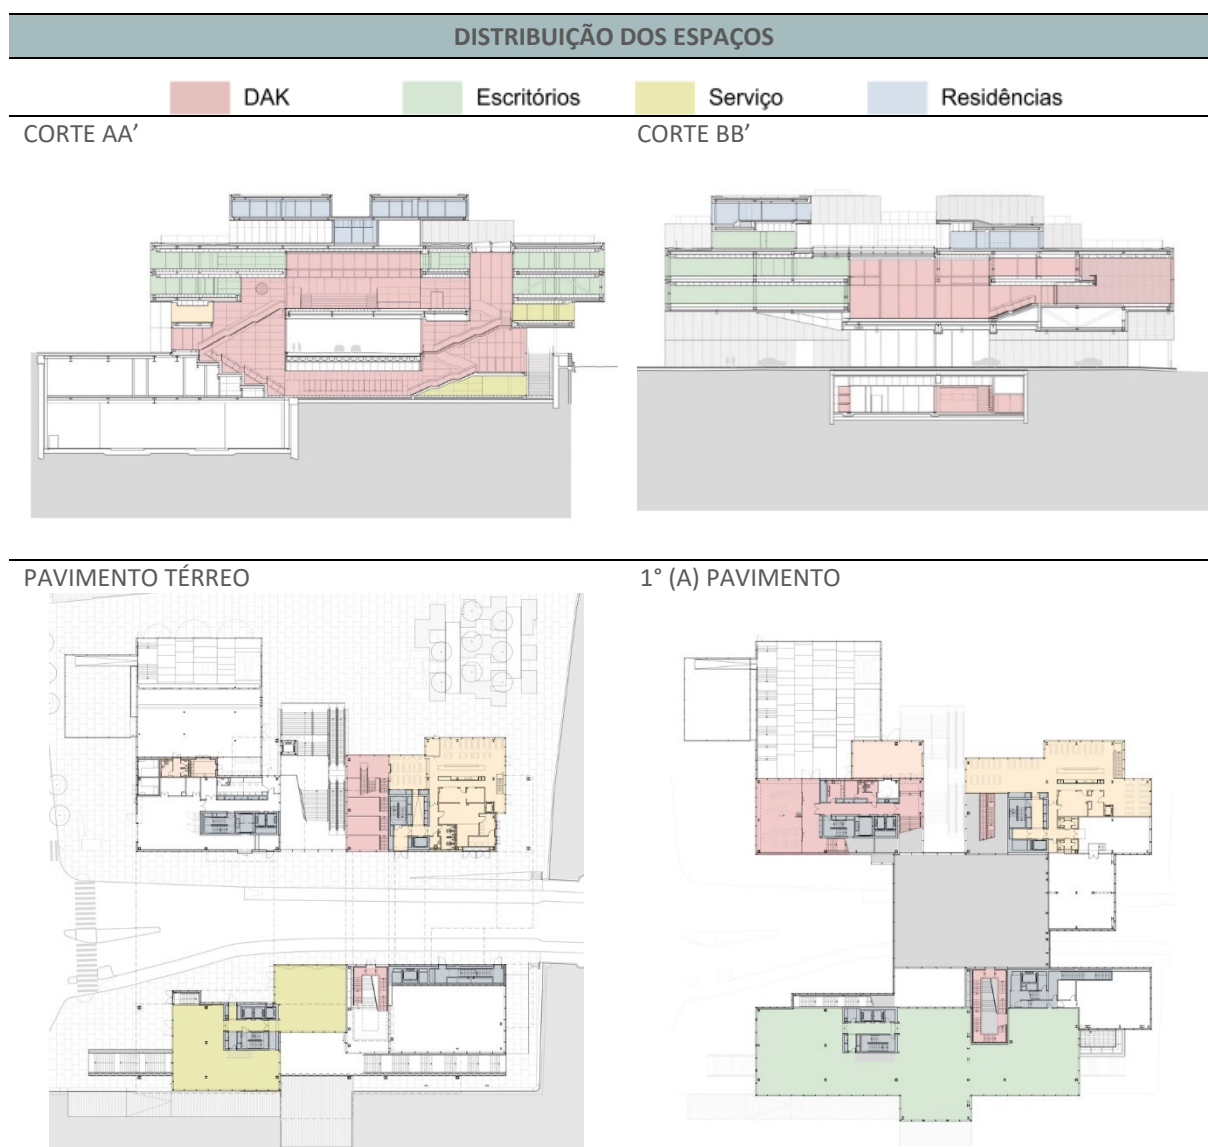 DISTRIBUIÇÃO DOS ESPAÇOS
DAK Escritórios Serviço Residências
CORTE AA’ CORTE BB’
PAVIMENTO TÉRREO 1° (A) PAVIMENTO